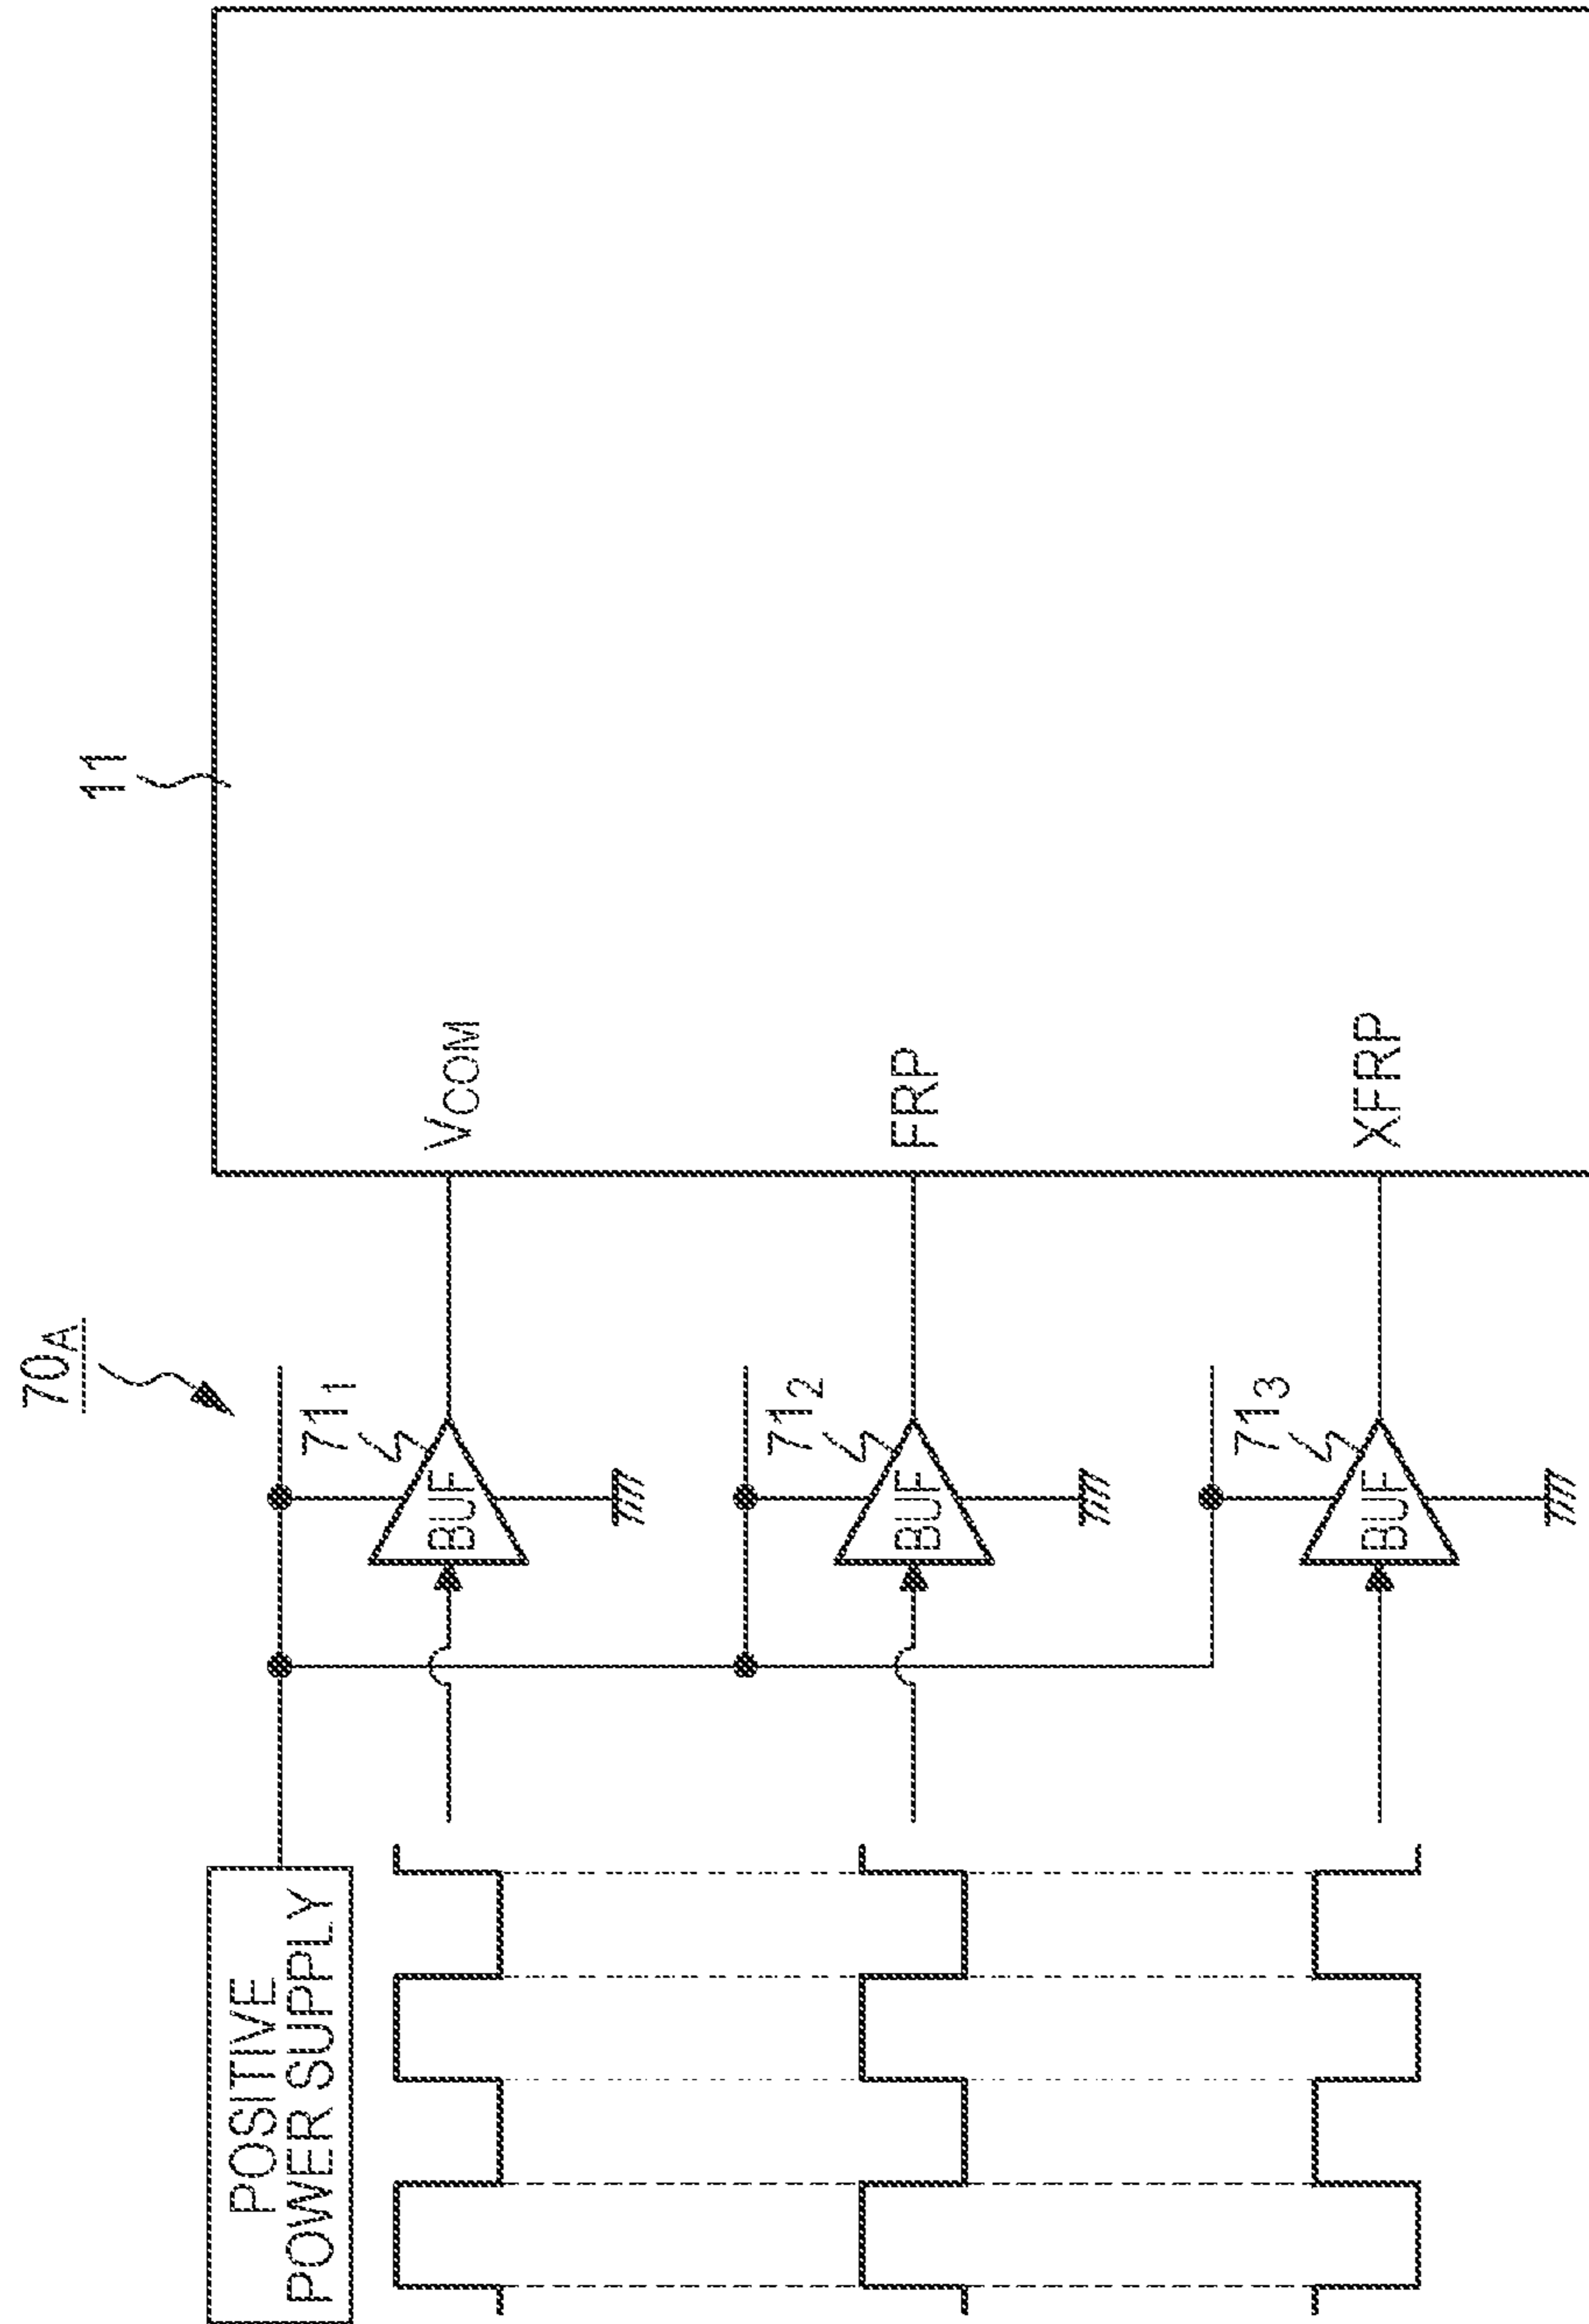 70A
11
POSITIVE
POWER SUPPLY
711
BUF
VCOM
712
BUF
FRP
713
BUF
XFRP